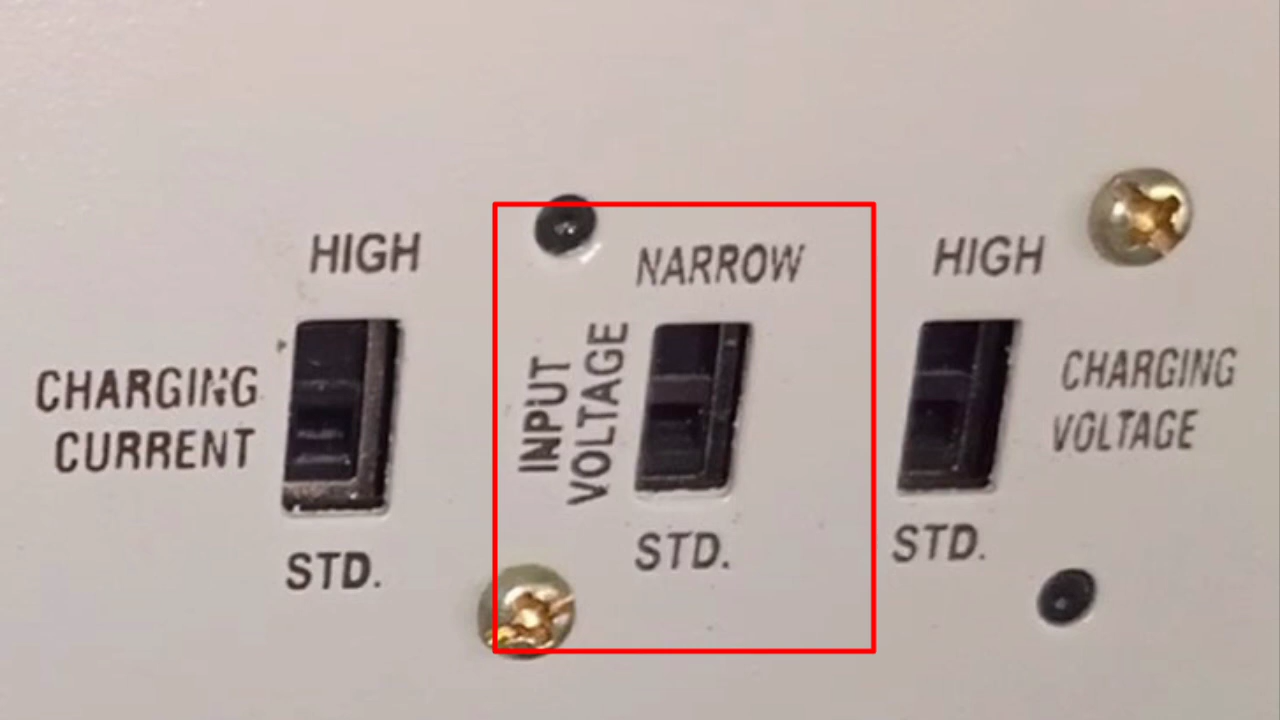 HIGH
CHARGING
CURRENT
STD.
NARROW
INPUT
VOLTAGE
STD.
HIGH
CHARGING
VOLTAGE
STD.